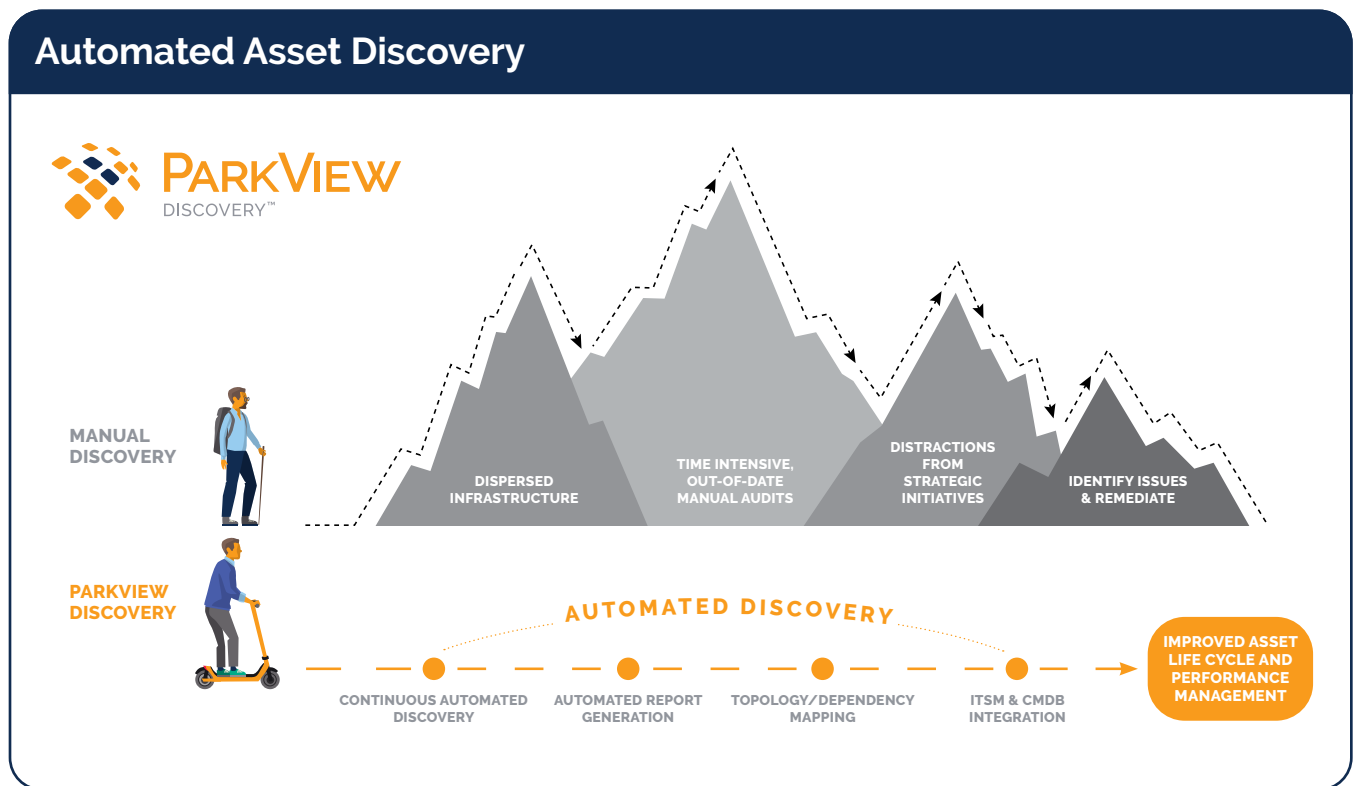 Automated Asset Discovery
PARKVIEW
DISCOVERY™
MANUAL
DISCOVERY
DISPERSED
INFRASTRUCTURE
TIME INTENSIVE,
OUT-OF-DATE
MANUAL AUDITS
DISTRACTIONS
FROM
STRATEGIC
INITIATIVES
IDENTIFY ISSUES
& REMEDIATE
PARKVIEW
DISCOVERY
AUTOMATED DISCOVERY
CONTINUOUS AUTOMATED
DISCOVERY
AUTOMATED REPORT
GENERATION
TOPOLOGY/DEPENDENCY
MAPPING
ITSM & CMDB
INTEGRATION
IMPROVED ASSET
LIFE CYCLE AND
PERFORMANCE
MANAGEMENT